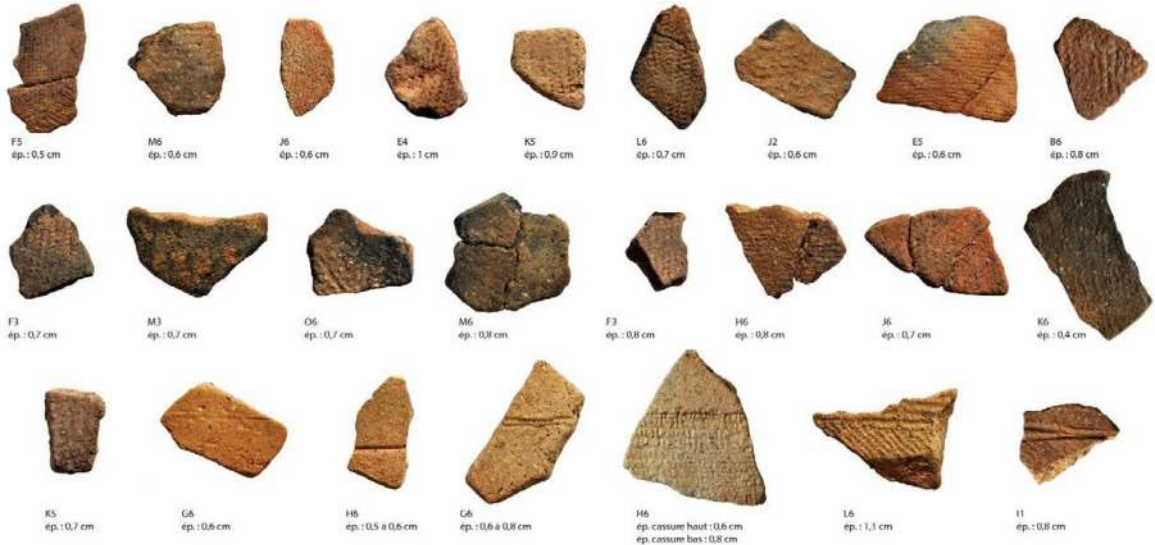 F5
ép. : 0,5 cm
M6
ép. : 0,6 cm
J6
ép. : 0,6 cm
E4
ép. : 1 cm
K5
ép. : 0,9 cm
L6
ép. : 0,7 cm
J2
ép. : 0,6 cm
E5
ép. : 0,6 cm
B6
ép. : 0,8 cm
F3
ép. : 0,7 cm
M3
ép. : 0,7 cm
O6
ép. : 0,7 cm
M6
ép. : 0,8 cm
F3
ép. : 0,8 cm
H6
ép. : 0,8 cm
J6
ép. : 0,7 cm
K6
ép. : 0,4 cm
K5
ép. : 0,7 cm
G6
ép. : 0,6 cm
H6
ép. : 0,5 à 0,6 cm
G6
ép. : 0,6 à 0,8 cm
H6
ép. cassure haut : 0,6 cm
ép. cassure bas : 0,8 cm
L6
ép. : 1,1 cm
I1
ép. : 0,8 cm